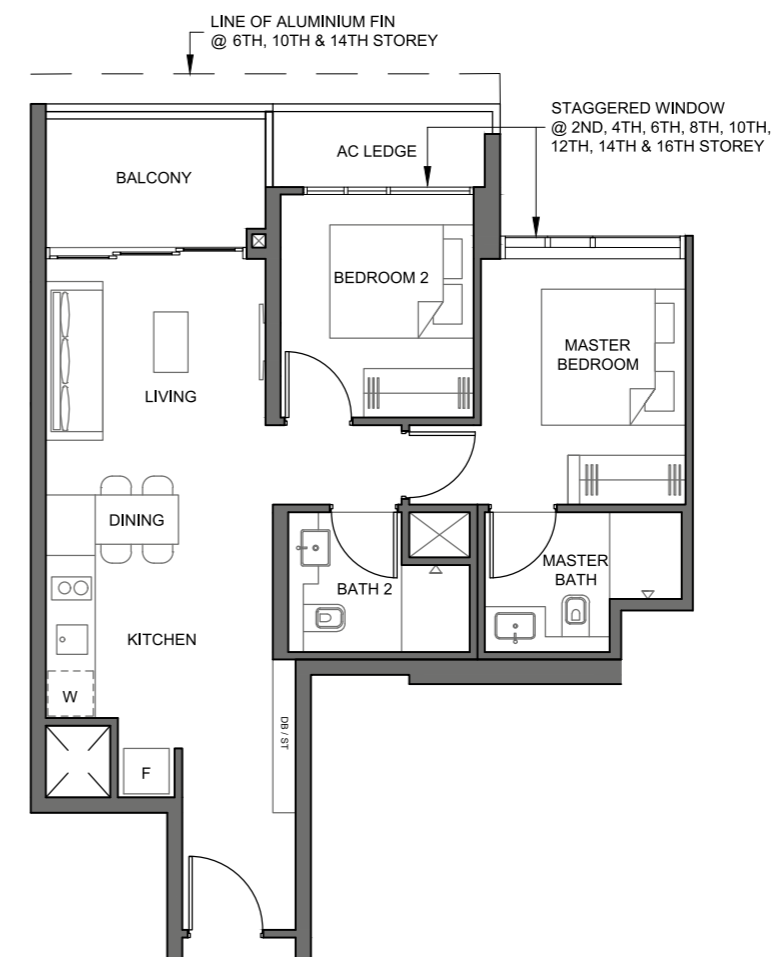 LINE OF ALUMINIUM FIN
@ 6TH, 10TH & 14TH STOREY
STAGGERED WINDOW
@ 2ND, 4TH, 6TH, 8TH, 10TH,
12TH, 14TH & 16TH STOREY
AC LEDGE
BALCONY
BEDROOM 2
MASTER
BEDROOM
LIVING
DINING
MASTER
BATH
BATH 2
KITCHEN
W
DB / ST
F